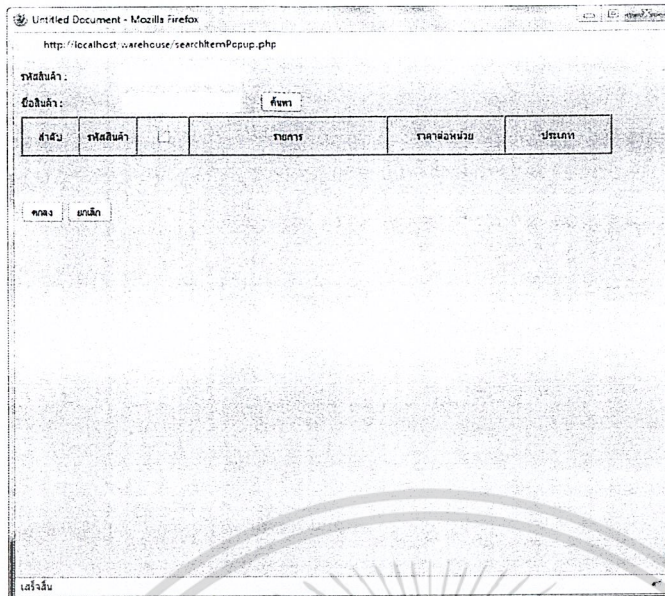 Untitled Document - Mozilla Firefox
http://localhost/warehouse/searchItemPopup.php
รหัสสินค้า :
ชื่อสินค้า : ค้นหา
ลำดับ รหัสสินค้า รายการ ราคาต่อหน่วย ประเภท
ตกลง ยกเลิก
เสร็จสิ้น